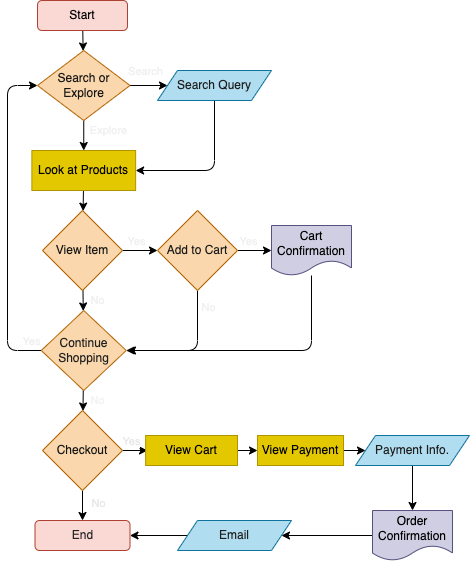 Start
Search or
Explore
Search
Search Query
Explore
Look at Products
View Item
Yes
Add to Cart
Yes
Cart
Confirmation
No
No
Yes
Continue
Shopping
No
Checkout
Yes
View Cart
View Payment
Payment Info.
No
End
Email
Order
Confirmation